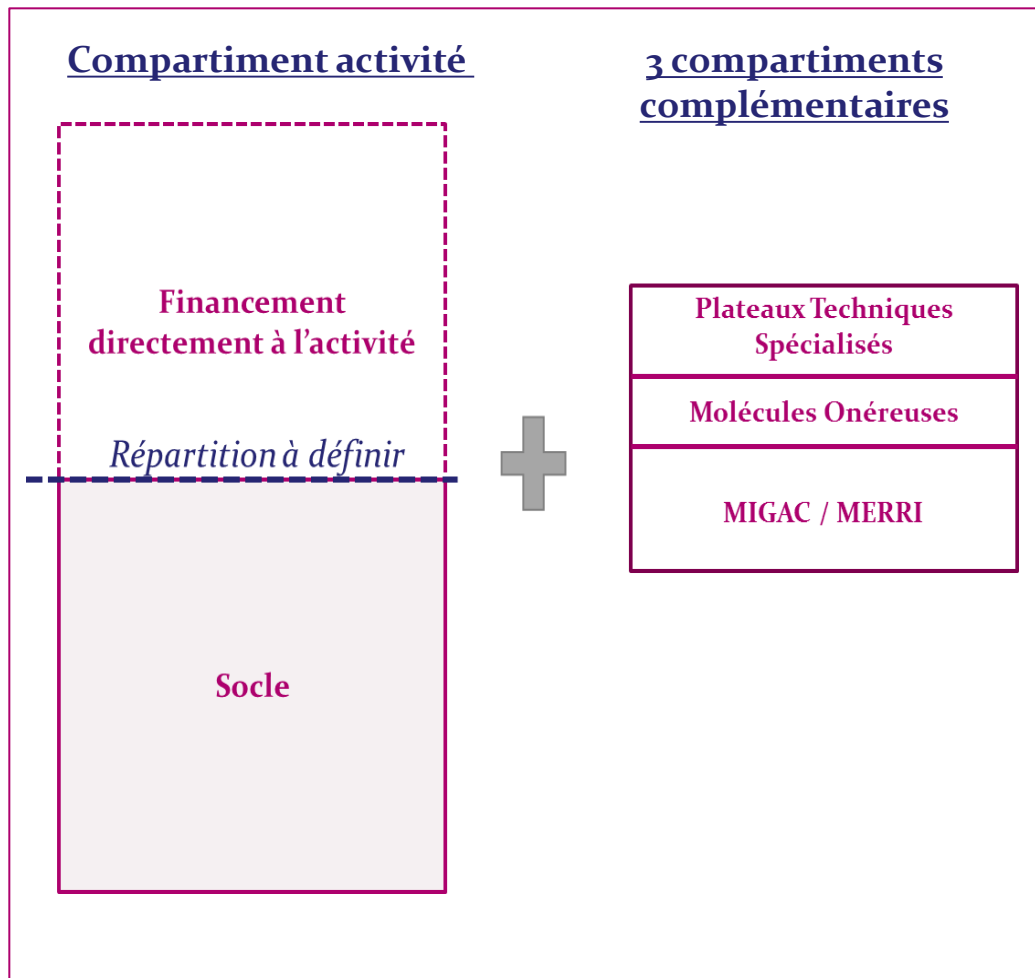 Compartiment activité
Financement
directement à l’activité
Répartition à définir
Socle
3 compartiments
complémentaires
Plateaux Techniques
Spécialisés
Molécules Onéreuses
MIGAC / MERRI